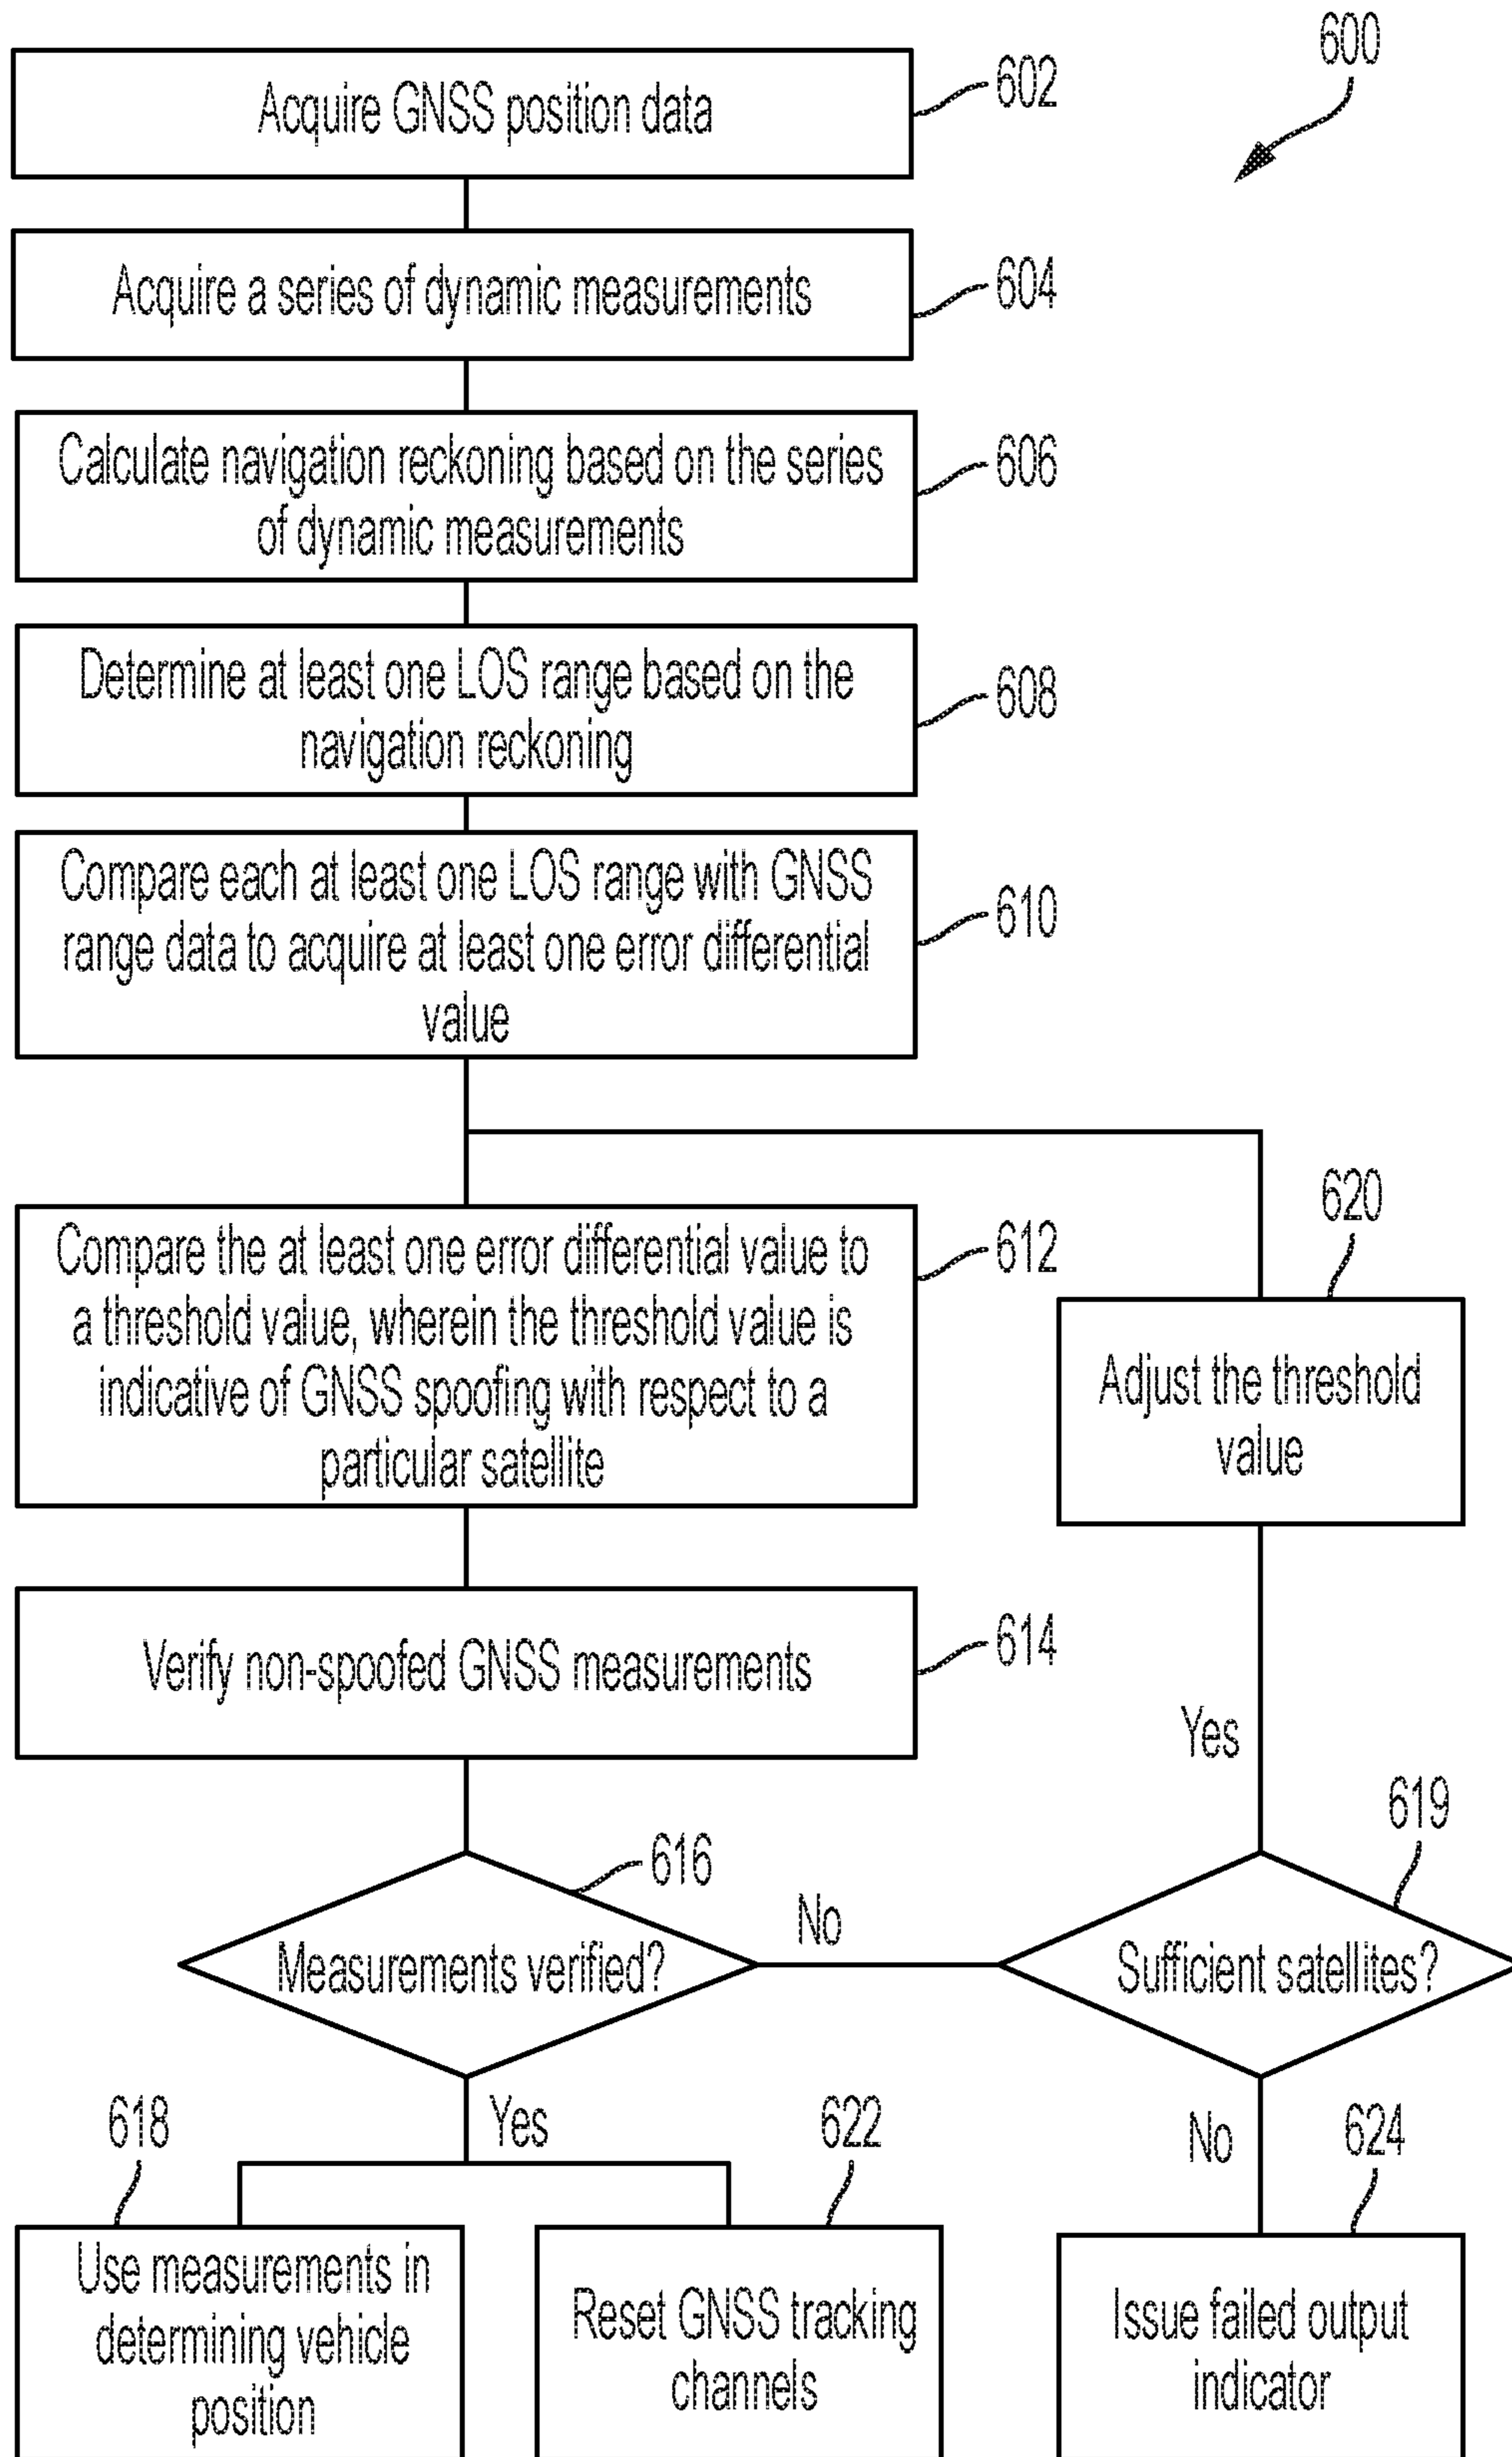 600
Acquire GNSS position data
602
Acquire a series of dynamic measurements
604
Calculate navigation reckoning based on the series
of dynamic measurements
606
Determine at least one LOS range based on the
navigation reckoning
608
Compare each at least one LOS range with GNSS
range data to acquire at least one error differential
value
610
Compare the at least one error differential value to
a threshold value, wherein the threshold value is
indicative of GNSS spoofing with respect to a
particular satellite
612
620
Adjust the threshold
value
Verify non-spoofed GNSS measurements
614
Yes
616
Measurements verified?
No
619
Sufficient satellites?
Yes
No
618
Use measurements in
determining vehicle
position
622
Reset GNSS tracking
channels
624
Issue failed output
indicator